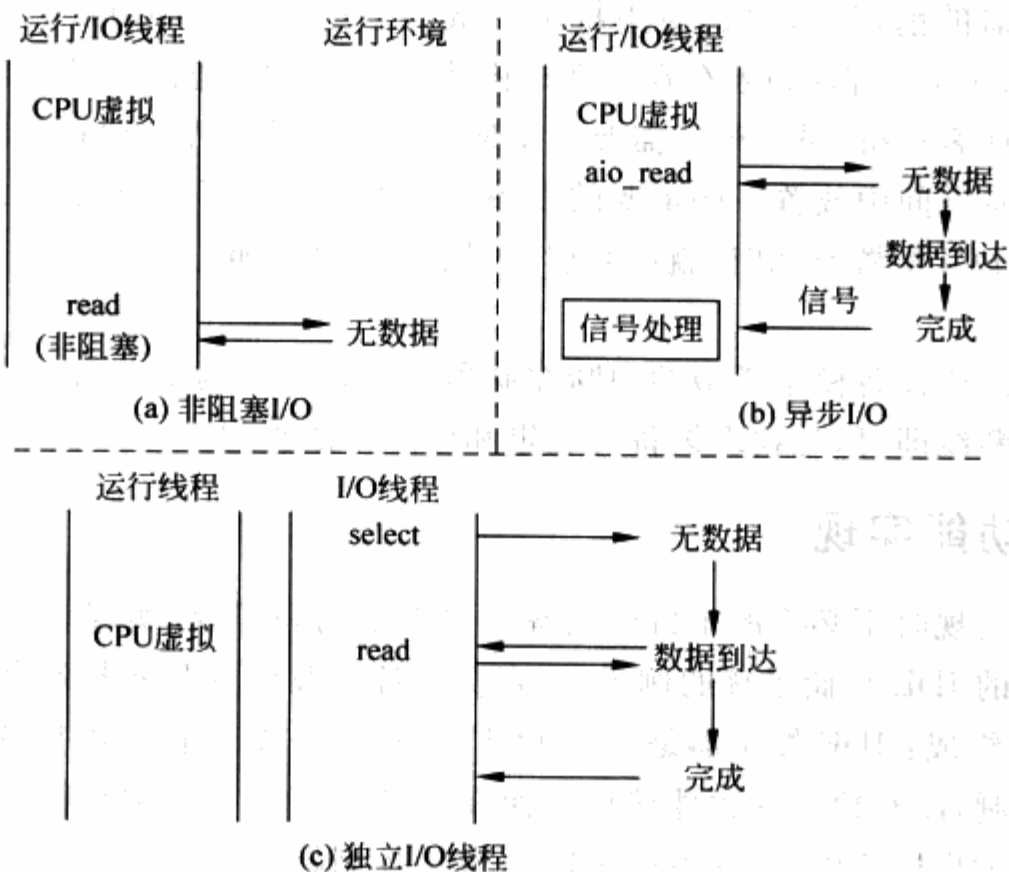 运行/IO线程
运行环境
CPU虚拟
read
(非阻塞)
无数据
(a) 非阻塞I/O
运行/IO线程
CPU虚拟
aio_read
无数据
数据到达
信号
信号处理
完成
(b) 异步I/O
运行线程
I/O线程
select
无数据
CPU虚拟
read
数据到达
完成
(c) 独立I/O线程